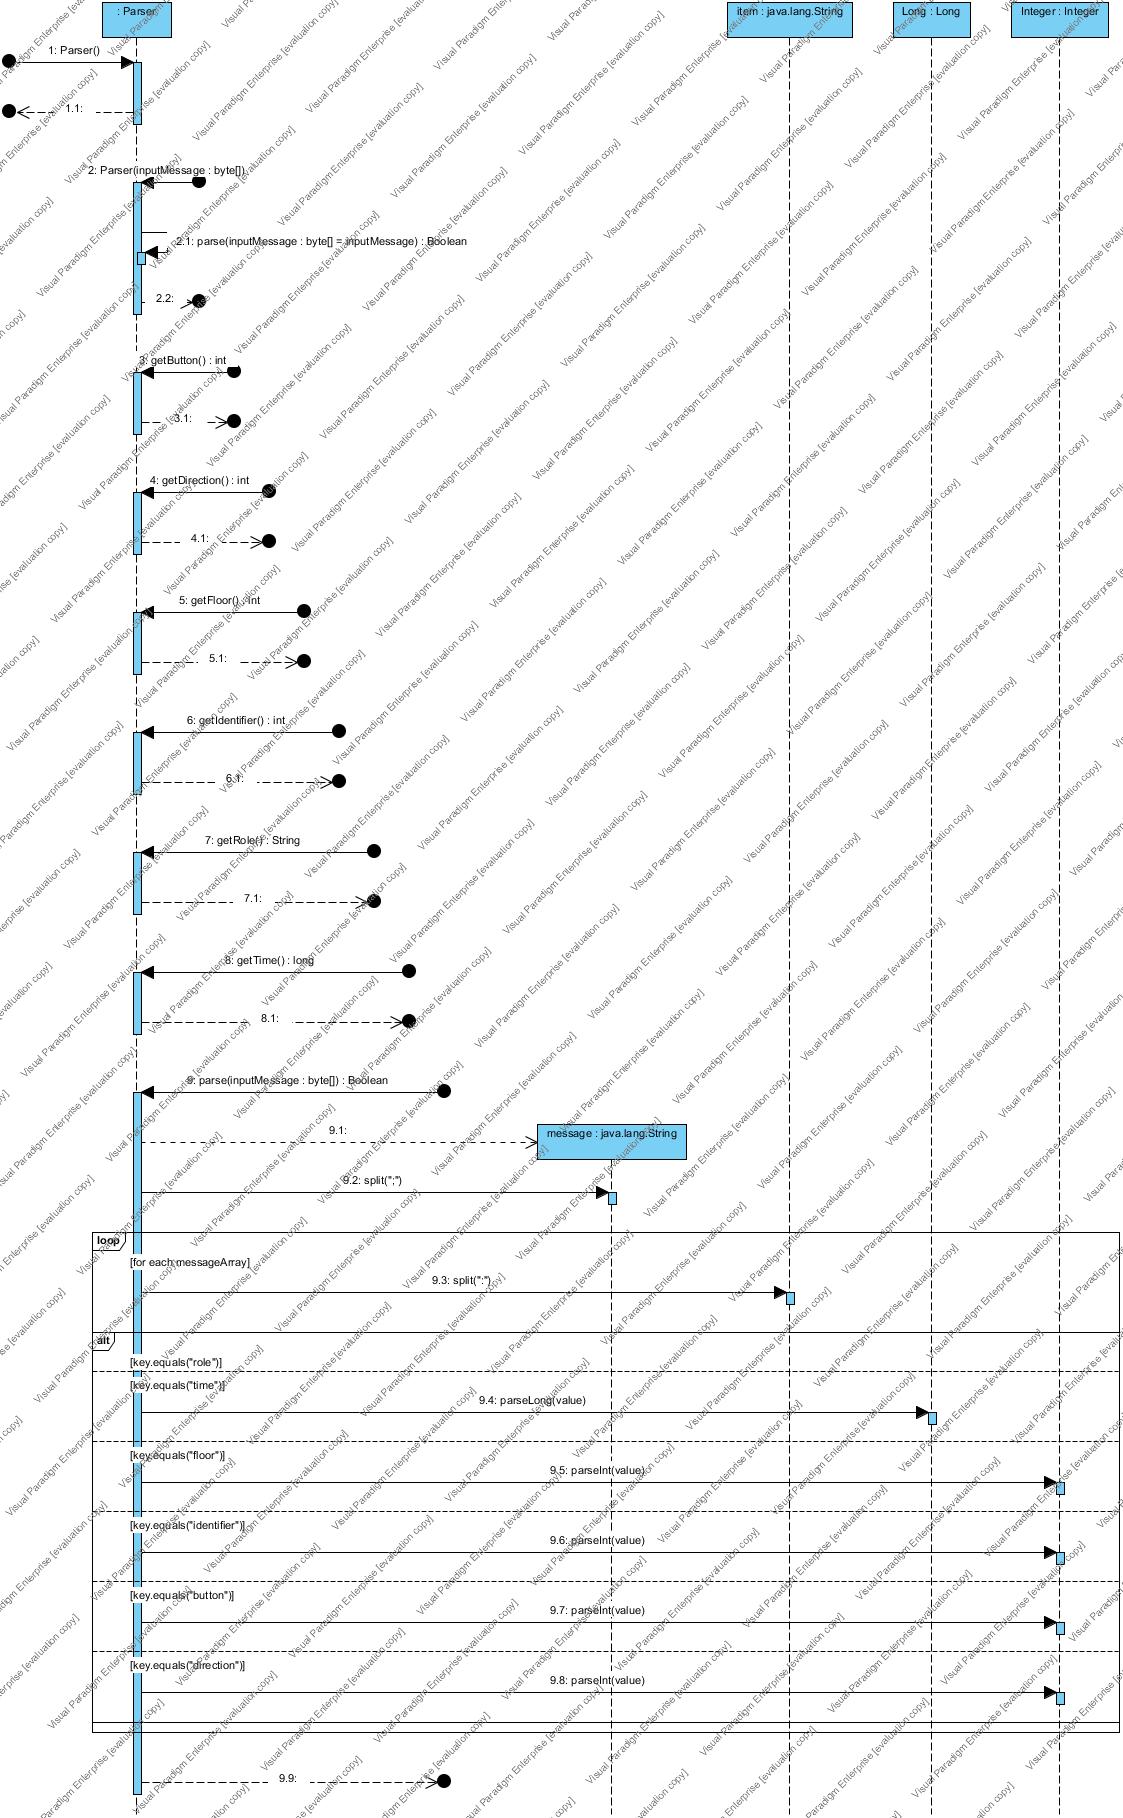 : Parser
item : java.lang.String
Long : Long
Integer : Integer
1: Parser()
1.1:
2: Parser(inputMessage : byte[])
2.1: parse(inputMessage : byte[] = inputMessage) : Boolean
2.2:
3: getButton() : int
3.1:
4: getDirection() : int
4.1:
5: getFloor() : int
5.1:
6: getIdentifier() : int
6.1:
7: getRole() : String
7.1:
8: getTime() : long
8.1:
9: parse(inputMessage : byte[]) : Boolean
9.1:
message : java.lang.String
9.2: split(";")
loop
[for each messageArray]
9.3: split(":")
alt
[key.equals("role")]
[key.equals("time")]
9.4: parseLong(value)
[key.equals("floor")]
9.5: parseInt(value)
[key.equals("identifier")]
9.6: parseInt(value)
[key.equals("button")]
9.7: parseInt(value)
[key.equals("direction")]
9.8: parseInt(value)
9.9:
Visual Paradigm Enterprise [evaluation copy]